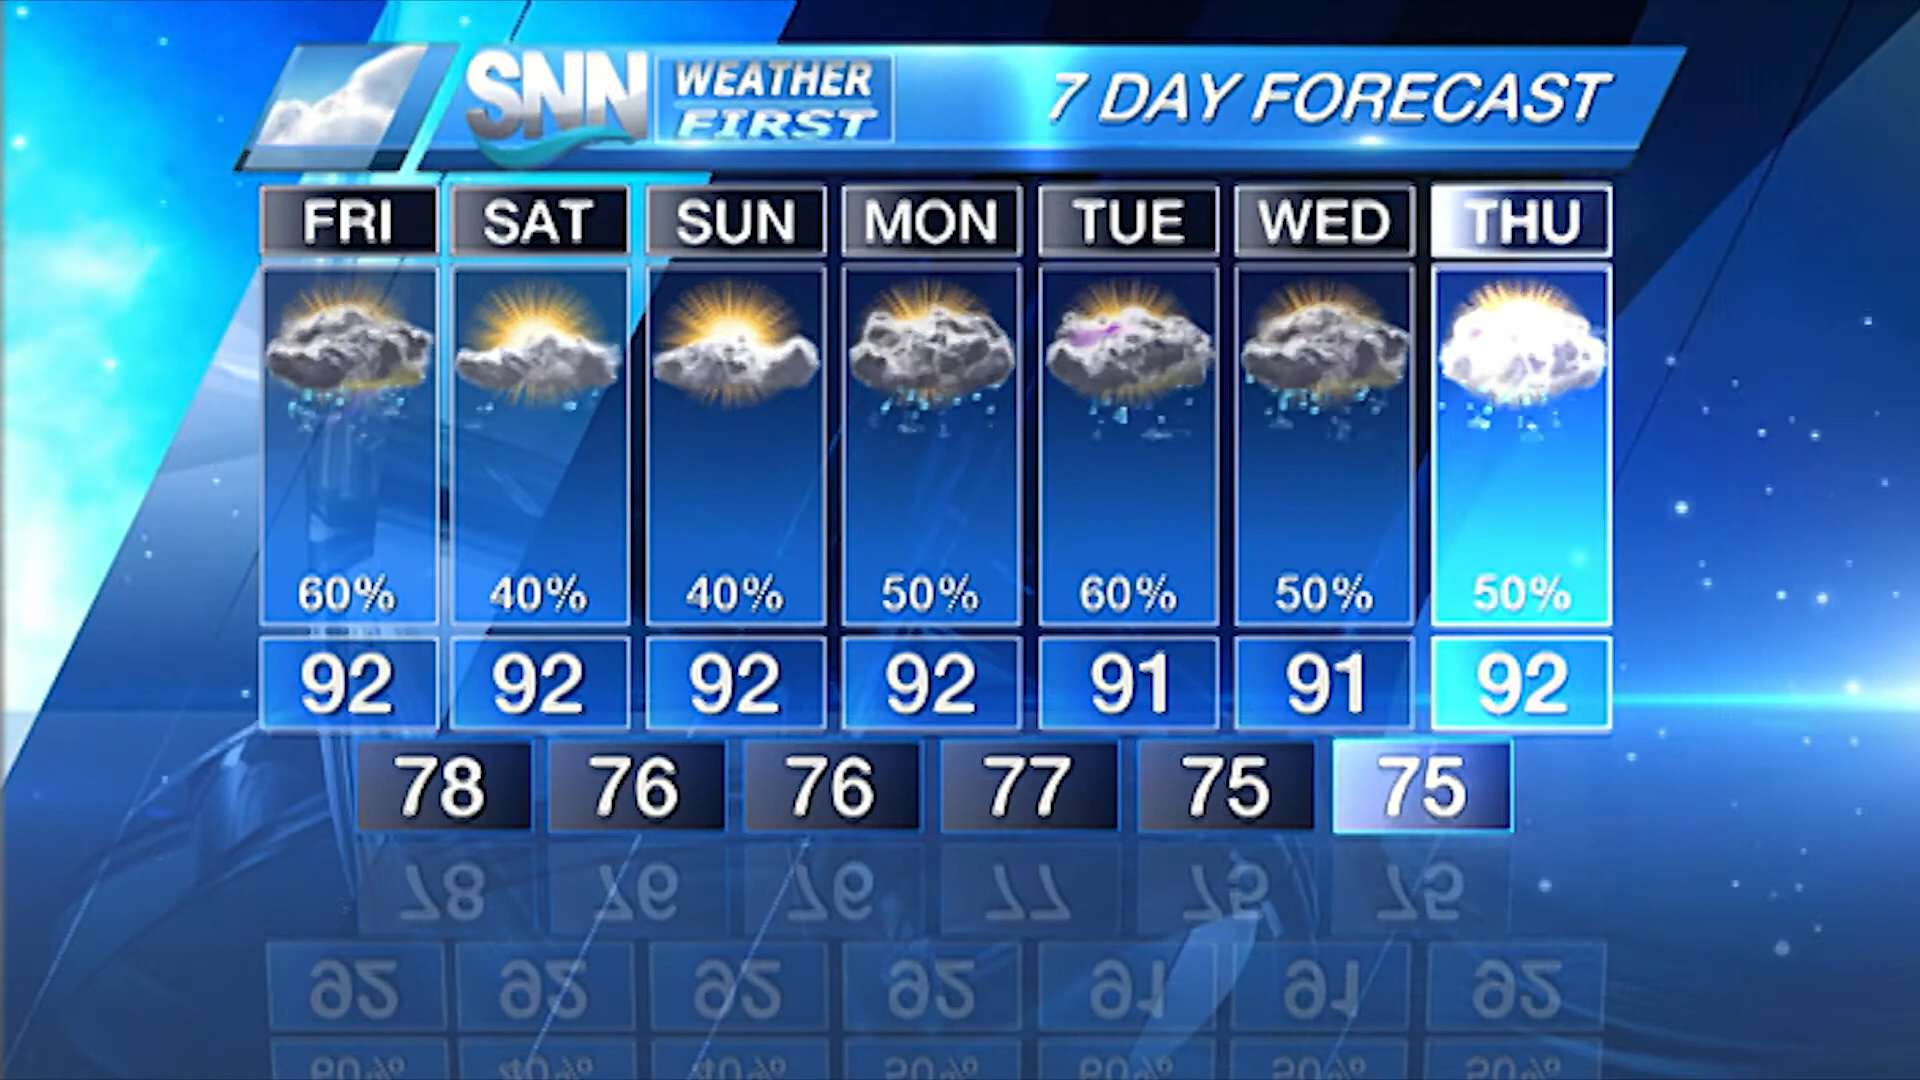 SNN WEATHER FIRST 7 DAY FORECAST
FRI SAT SUN MON TUE WED THU
60% 40% 40% 50% 60% 50% 50%
92 92 92 92 91 91 92
78 76 76 77 75 75